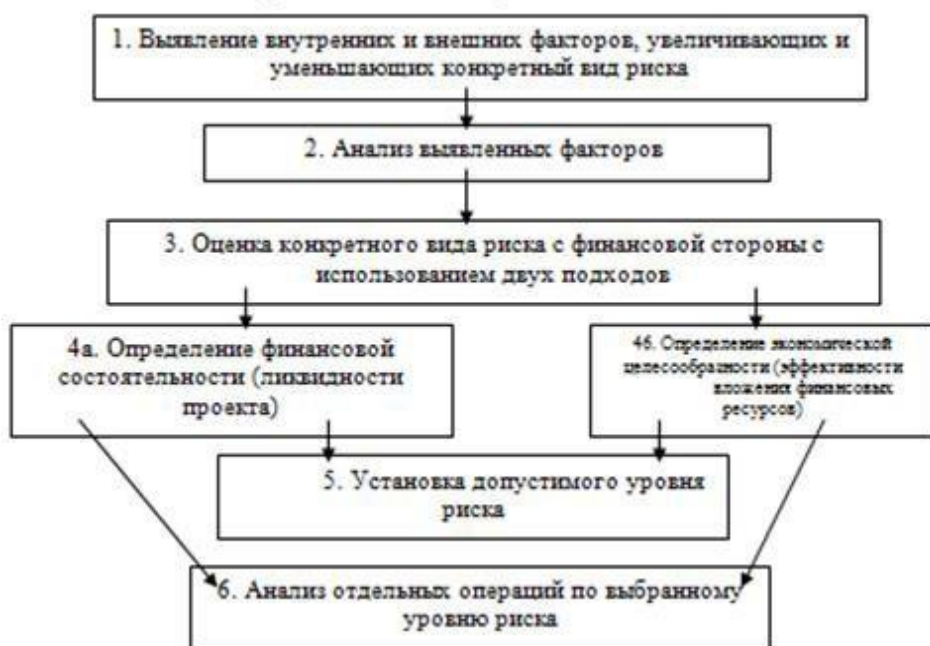 1. Выявление внутренних и внешних факторов, увеличивающих и
уменьшающих конкретный вид риска
2. Анализ выявленных факторов
3. Оценка конкретного вида риска с финансовой стороны с
использованием двух подходов
4а. Определение финансовой
состоятельности (ликвидности
проекта)
4б. Определение экономической
целесообразности (эффективности
вложения финансовых
ресурсов)
5. Установка допустимого уровня
риска
6. Анализ отдельных операций по выбранному
уровню риска